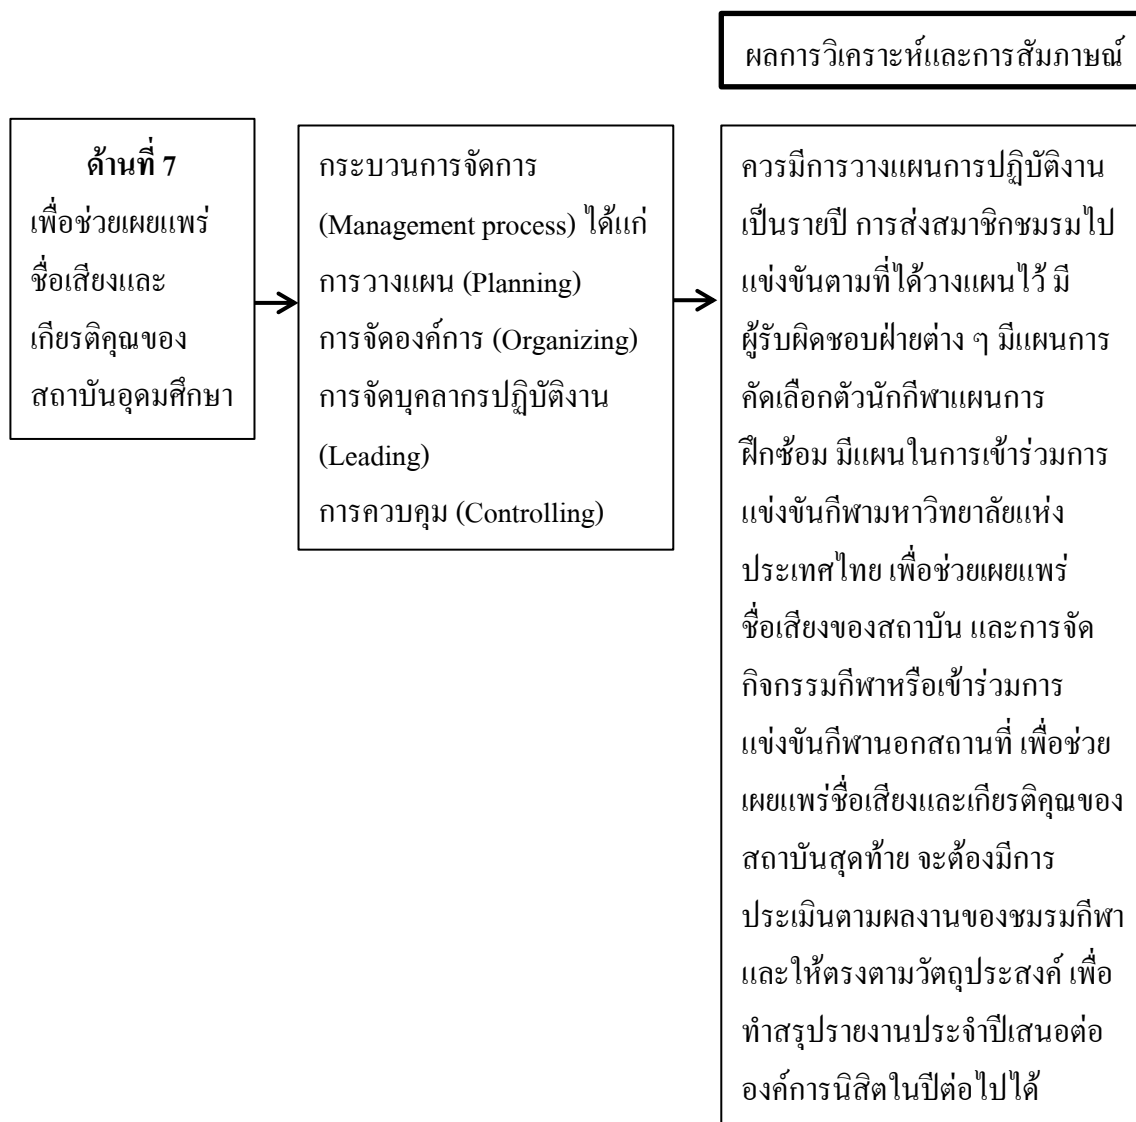 ผลการวิเคราะห์และการสัมภาษณ์
ด้านที่ 7
เพื่อช่วยเผยแพร่
ชื่อเสียงและ
เกียรติคุณของ
สถาบันอุดมศึกษา
กระบวนการจัดการ
(Management process) ได้แก่
การวางแผน (Planning)
การจัดองค์การ (Organizing)
การจัดบุคลากรปฏิบัติงาน
(Leading)
การควบคุม (Controlling)
ควรมีการวางแผนการปฏิบัติงาน
เป็นรายปี การส่งสมาชิกชมรมไป
แข่งขันตามที่ได้วางแผนไว้ มี
ผู้รับผิดชอบฝ่ายต่าง ๆ มีแผนการ
คัดเลือกตัวนักกีฬาแผนการ
ฝึกซ้อม มีแผนในการเข้าร่วมการ
แข่งขันกีฬามหาวิทยาลัยแห่ง
ประเทศไทย เพื่อช่วยเผยแพร่
ชื่อเสียงของสถาบัน และการจัด
กิจกรรมกีฬาหรือเข้าร่วมการ
แข่งขันกีฬานอกสถานที่ เพื่อช่วย
เผยแพร่ชื่อเสียงและเกียรติคุณของ
สถาบันสุดท้าย จะต้องมีการ
ประเมินตามผลงานของชมรมกีฬา
และให้ตรงตามวัตถุประสงค์ เพื่อ
ทำสรุปรายงานประจำปีเสนอต่อ
องค์การนิสิตในปีต่อไปได้